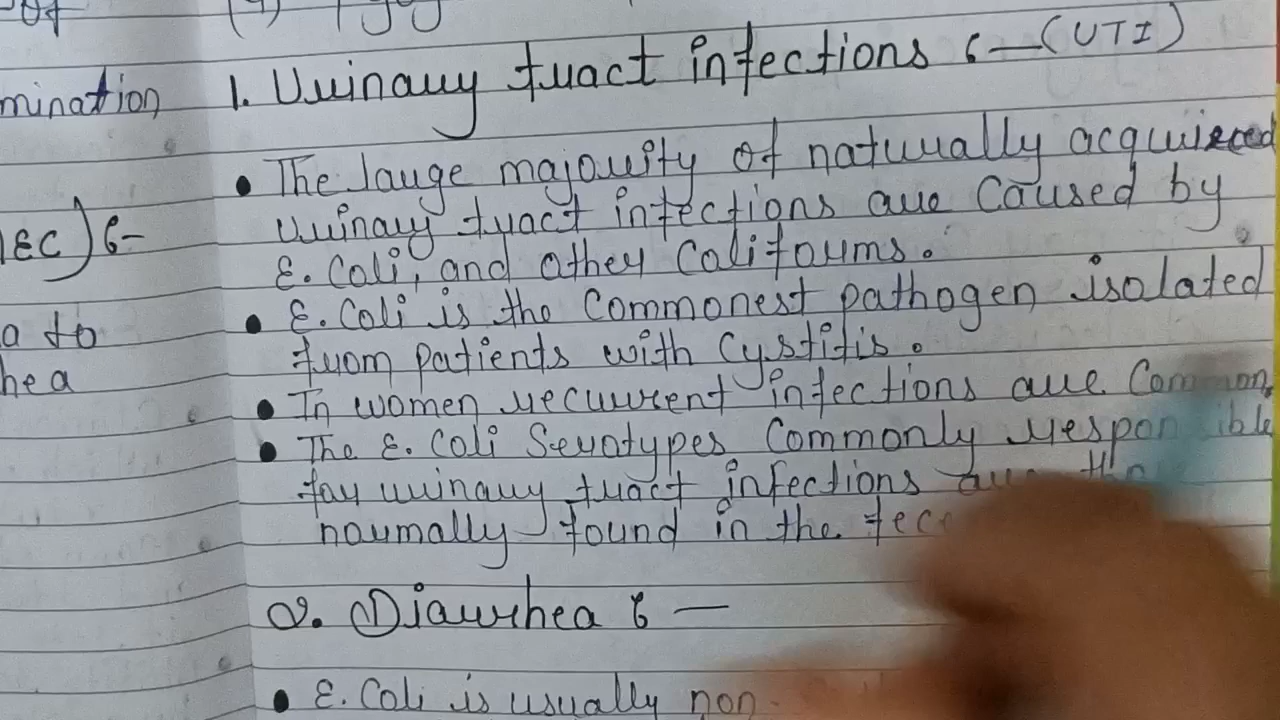 mination
EC) :-
a to
hea
1. Urinary tract infections :- (UTI)
• The large majority of naturally acquired
urinary tract infections are caused by
E. Coli, and other Coliforms.
• E. Coli is the Commonest pathogen isolated
from patients with Cystitis.
• In women recurrent infections are Common.
• The E. Coli Serotypes Commonly respon ible
for urinary tract infections are
normally found in the
2. Diarrhea :-
• E. Coli is usually non-